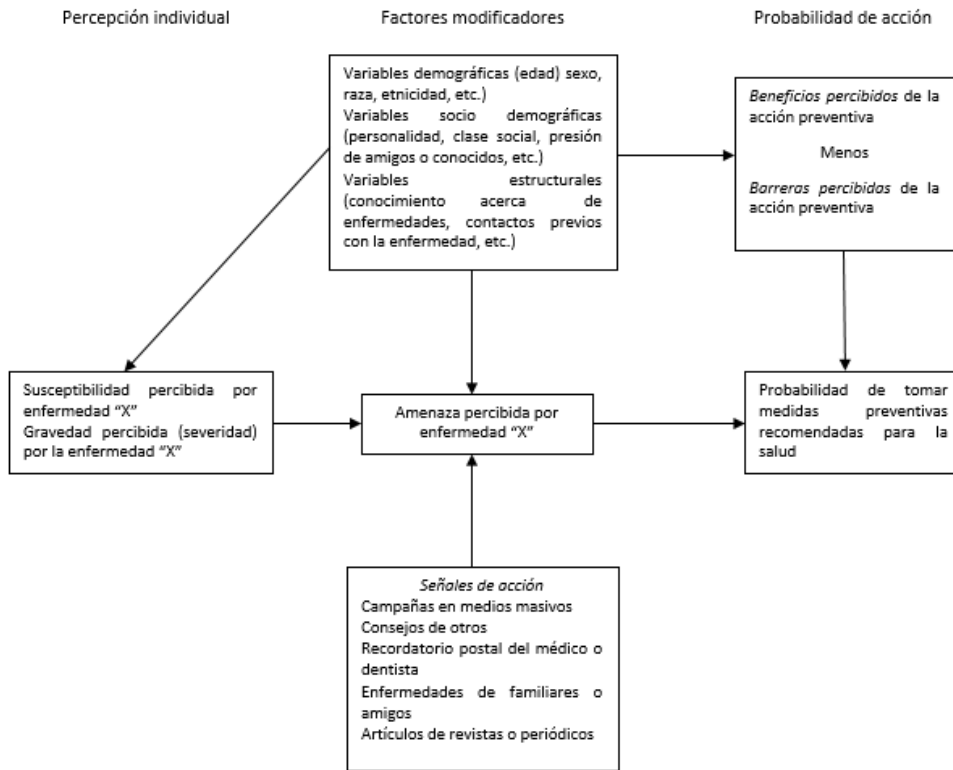 Percepción individual
Factores modificadores
Probabilidad de acción
Variables demográficas (edad) sexo,
raza, etnicidad, etc.)
Variables socio demográficas
(personalidad, clase social, presión
de amigos o conocidos, etc.)
Variables estructurales
(conocimiento acerca de
enfermedades, contactos previos
con la enfermedad, etc.)
Beneficios percibidos de la
acción preventiva
Menos
Barreras percibidas de la
acción preventiva
Susceptibilidad percibida por
enfermedad “X”
Gravedad percibida (severidad)
por la enfermedad “X”
Amenaza percibida por
enfermedad “X”
Probabilidad de tomar
medidas preventivas
recomendadas para la
salud
Señales de acción
Campañas en medios masivos
Consejos de otros
Recordatorio postal del médico o
dentista
Enfermedades de familiares o
amigos
Artículos de revistas o periódicos